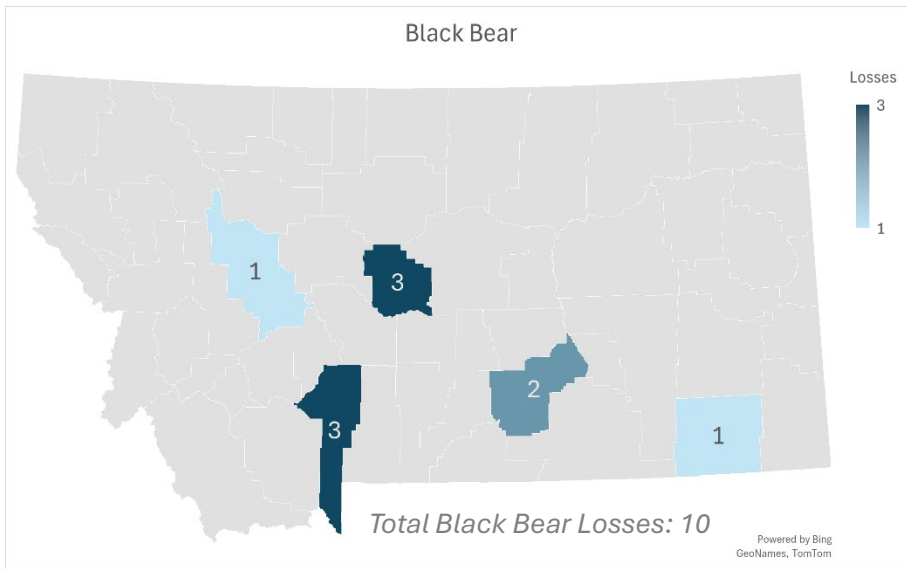 Black Bear
Losses
3
1
1
3
2
3
1
Total Black Bear Losses: 10
Powered by Bing
GeoNames, TomTom